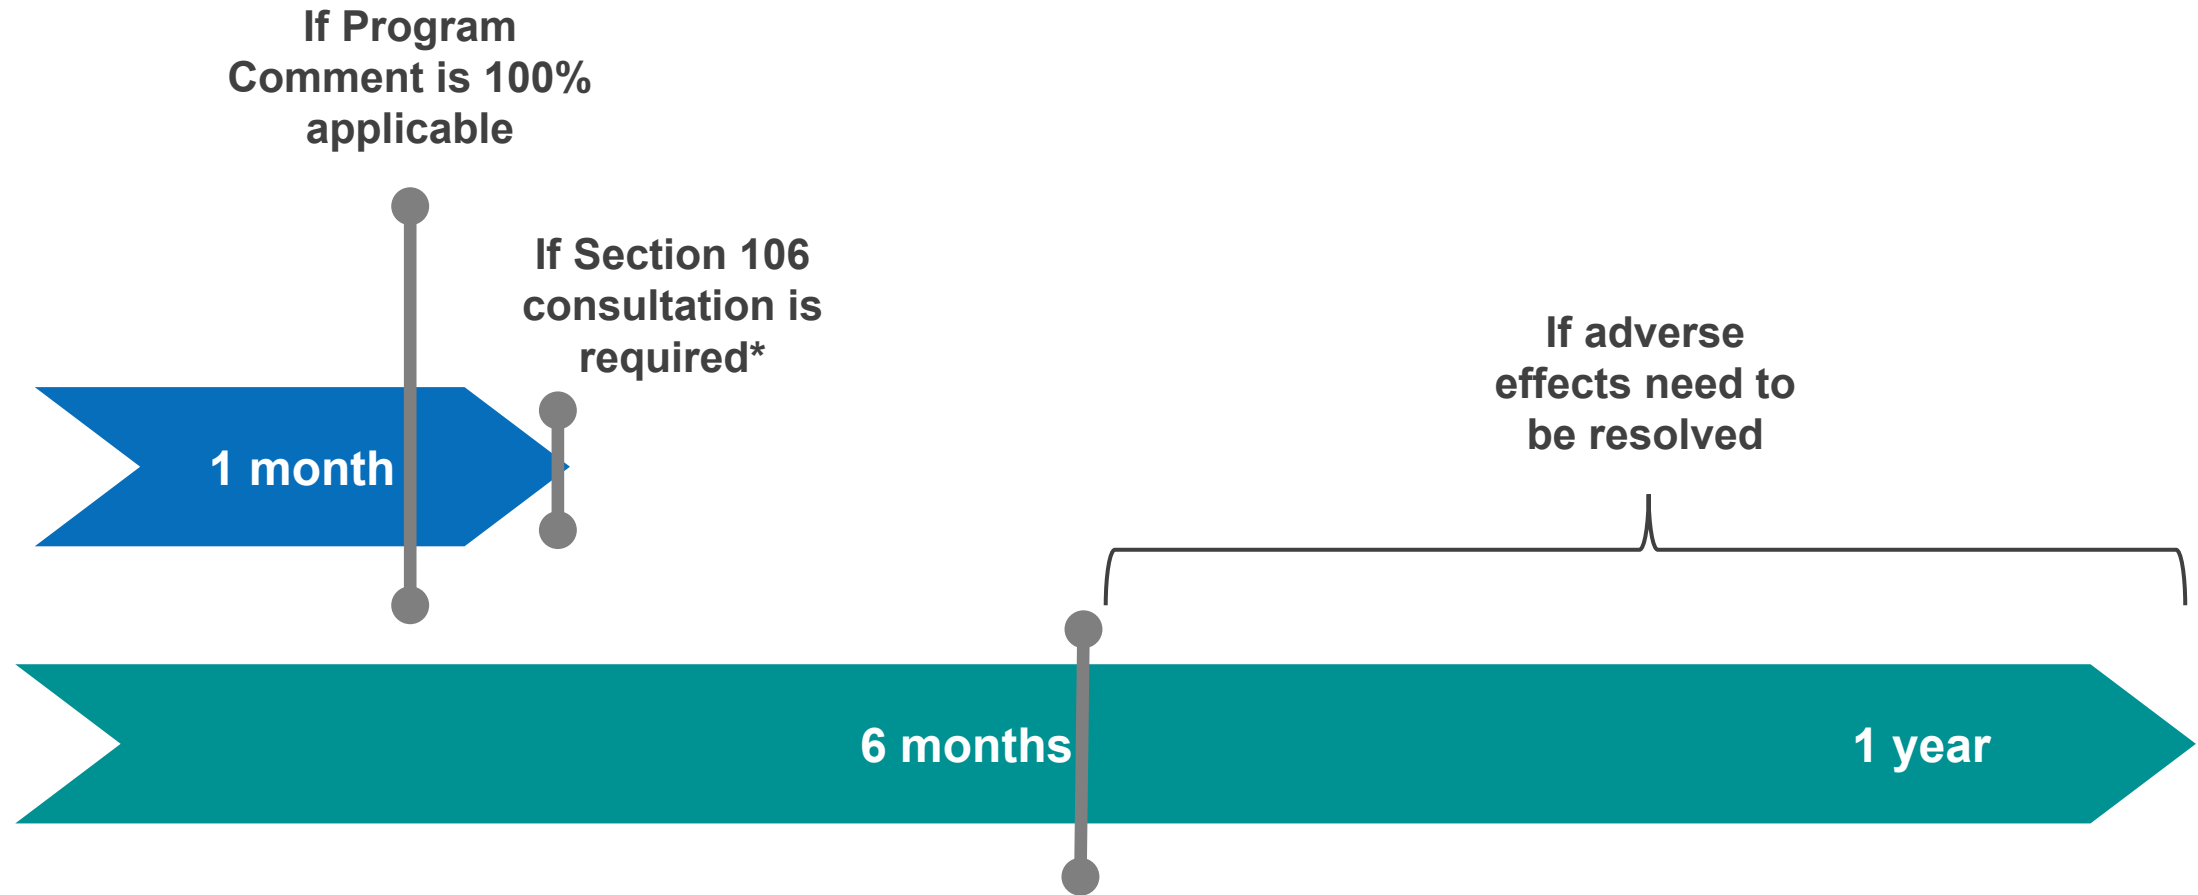 If Program
Comment is 100%
applicable
If Section 106
consultation is
required*
If adverse
effects need to
be resolved
1 month
6 months
1 year